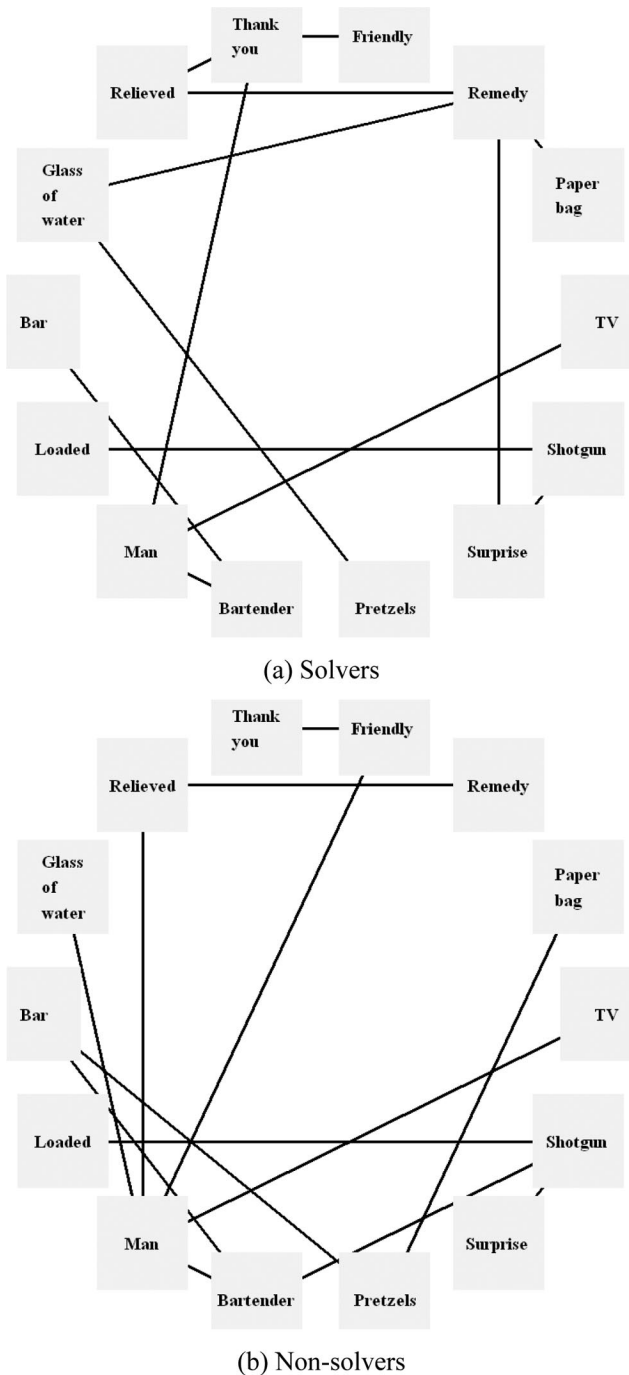 Thank
you
Friendly
Relieved
Remedy
Glass
of
water
Paper
bag
Bar
TV
Loaded
Shotgun
Man
Surprise
Bartender
Pretzels
(a) Solvers
Thank
you
Friendly
Relieved
Remedy
Glass
of
water
Paper
bag
Bar
TV
Loaded
Shotgun
Man
Surprise
Bartender
Pretzels
(b) Non-solvers